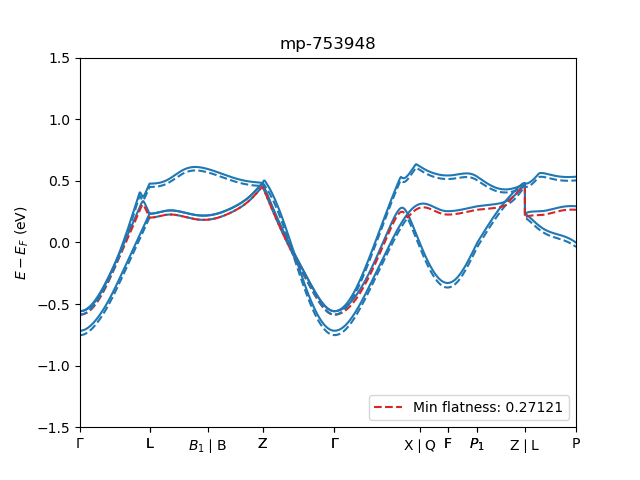 mp-753948
E − E_F (eV)
1.5
1.0
0.5
0.0
−0.5
−1.0
−1.5
Min flatness: 0.27121
Γ L B₁ | B Z Γ X | Q F P₁ Z | L P